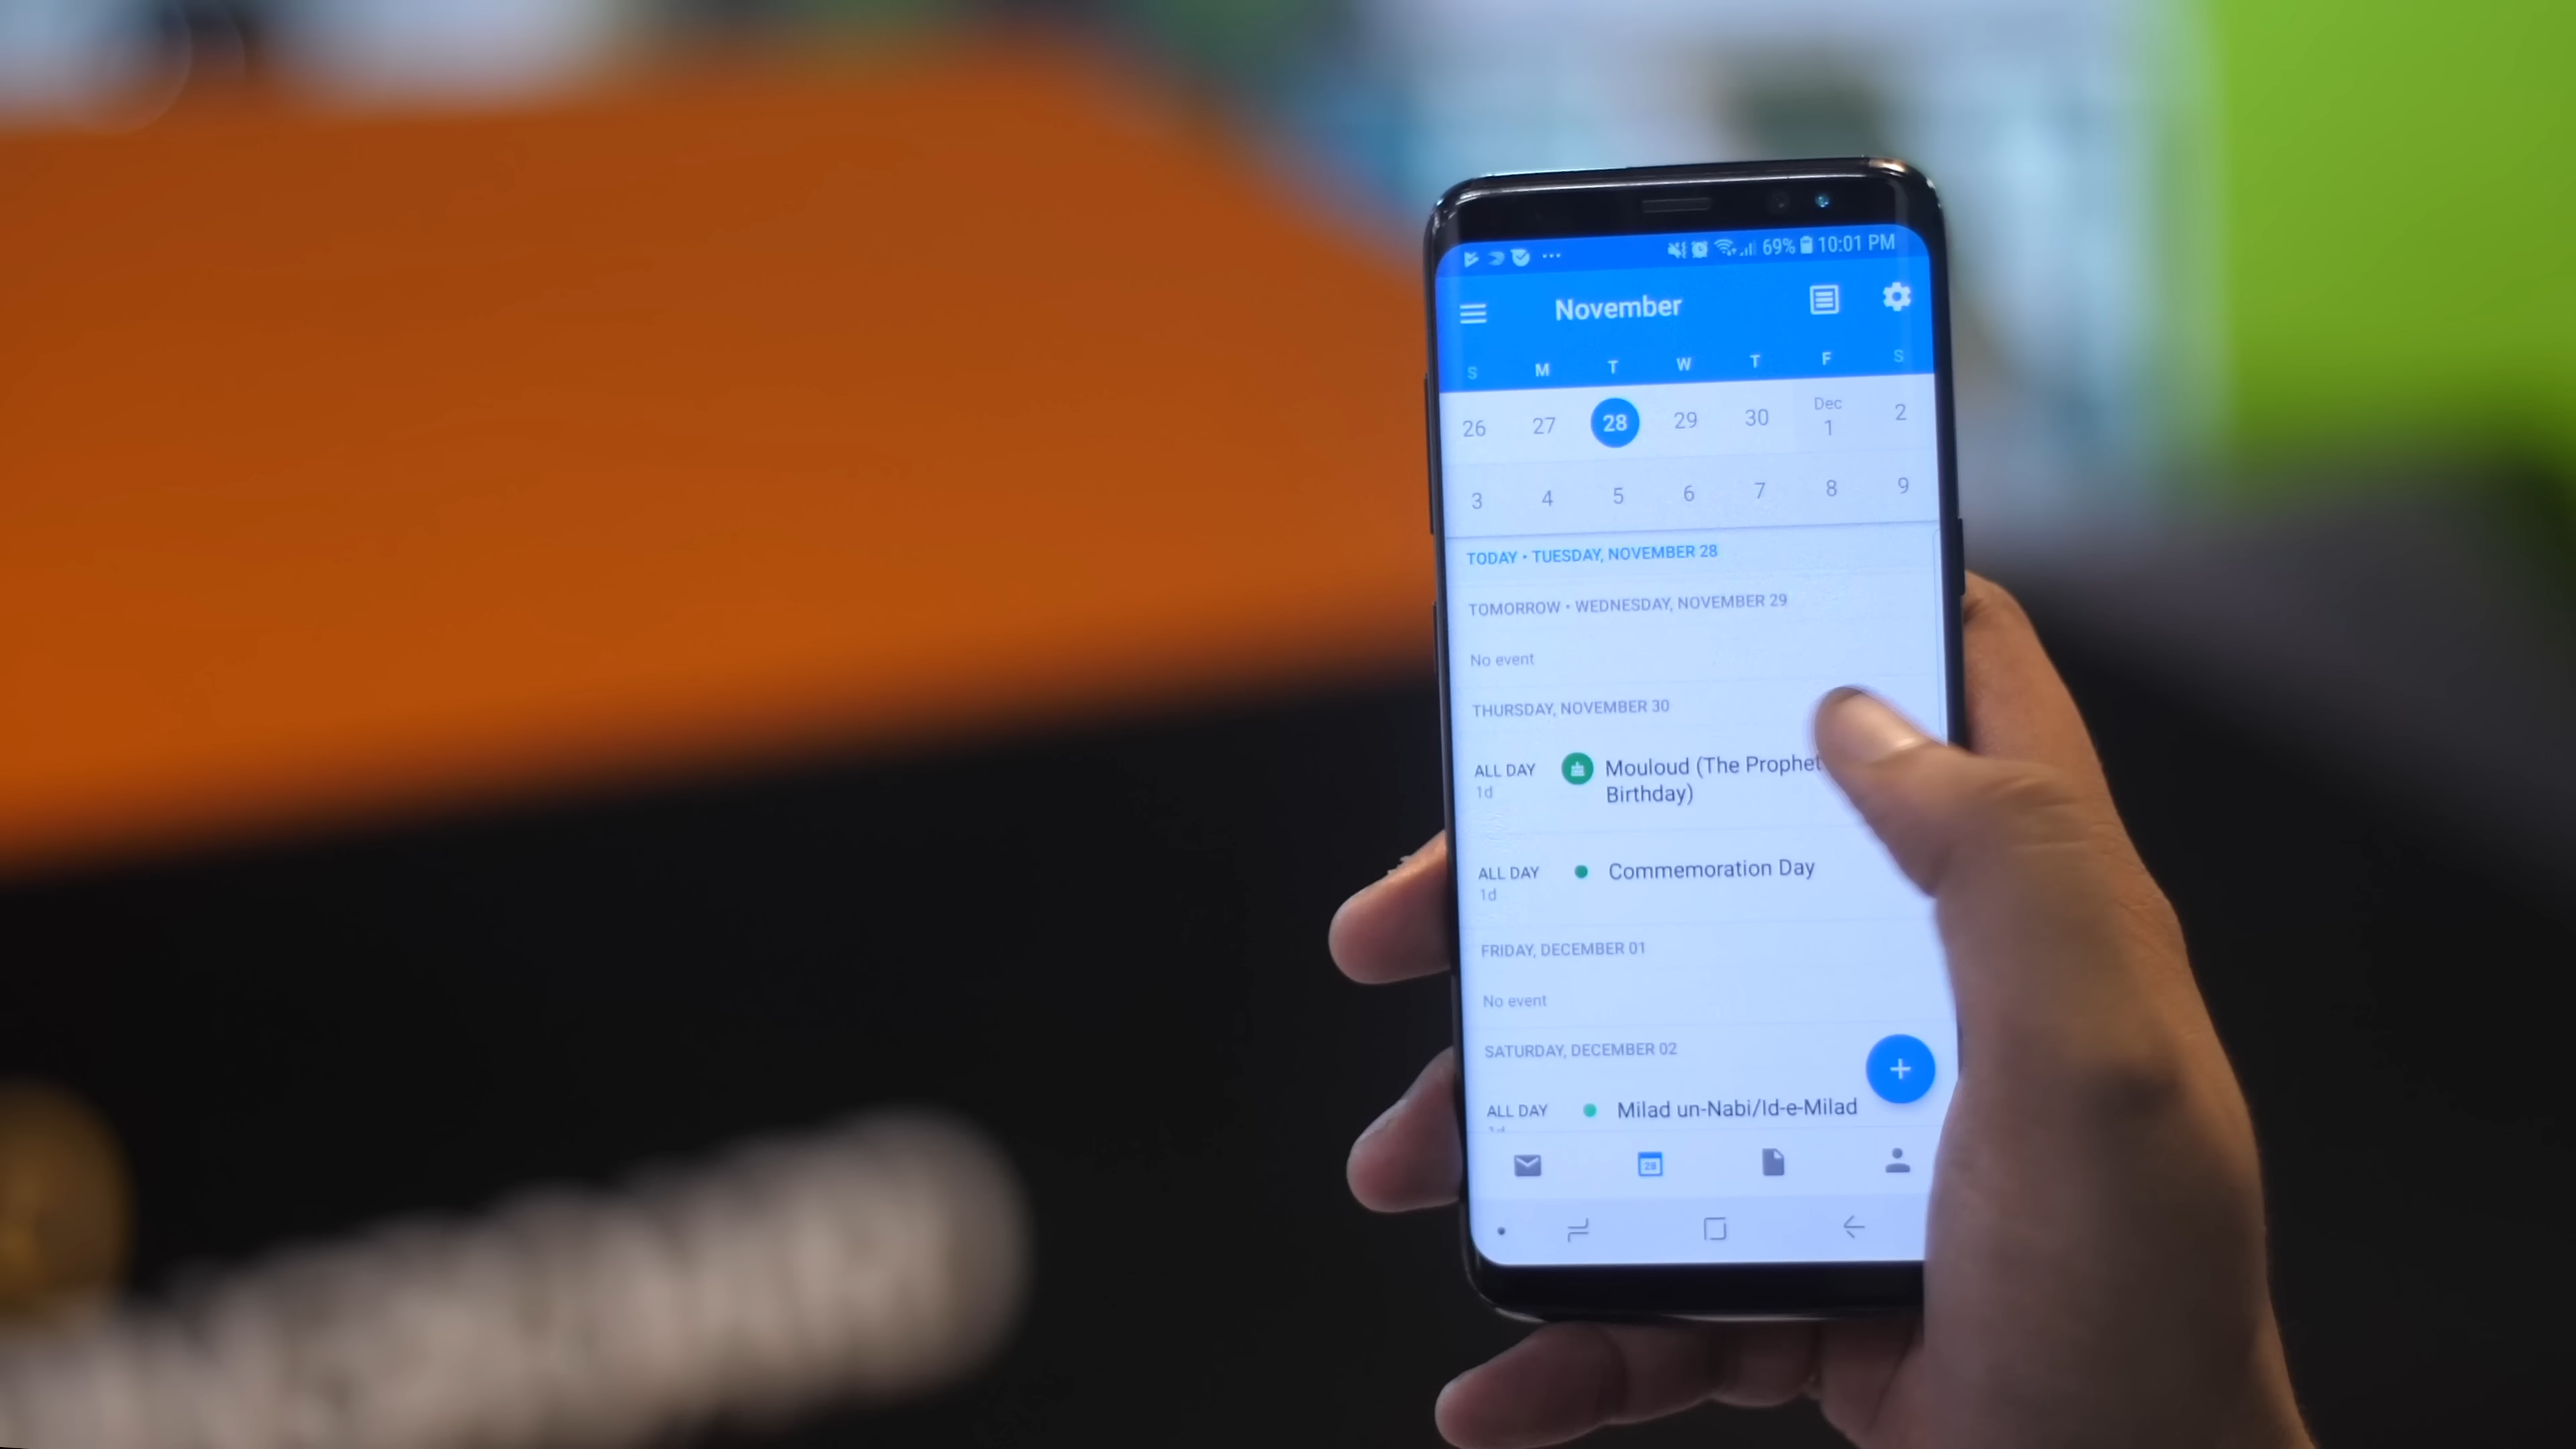 69% 10:01 PM
November
S M T W T F S
26 27 28 29 30 Dec 1 2
3 4 5 6 7 8 9
TODAY • TUESDAY, NOVEMBER 28
TOMORROW • WEDNESDAY, NOVEMBER 29
No event
THURSDAY, NOVEMBER 30
ALL DAY Mouloud (The Prophet
1d Birthday)
ALL DAY Commemoration Day
1d
FRIDAY, DECEMBER 01
No event
SATURDAY, DECEMBER 02
ALL DAY Milad un-Nabi/Id-e-Milad
1d
28